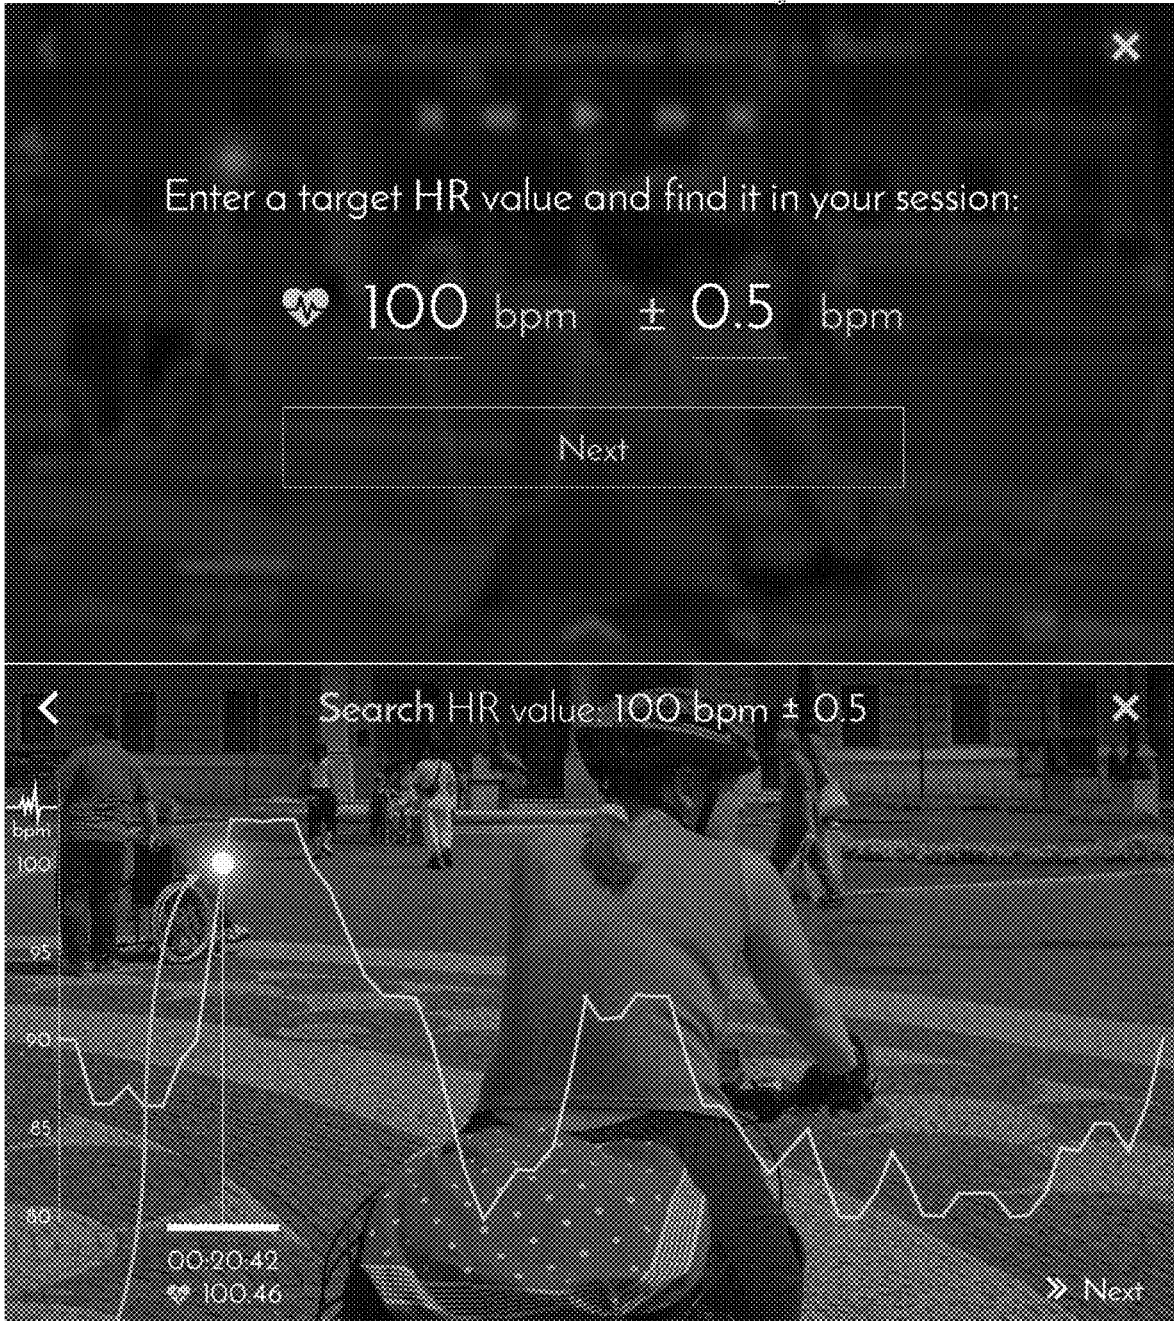 Enter a target HR value and find it in your session:
100 bpm ± 0.5 bpm
Next
Search HR value: 100 bpm ± 0.5
bpm
100
95
90
85
80
00:20:42
100.46
Next